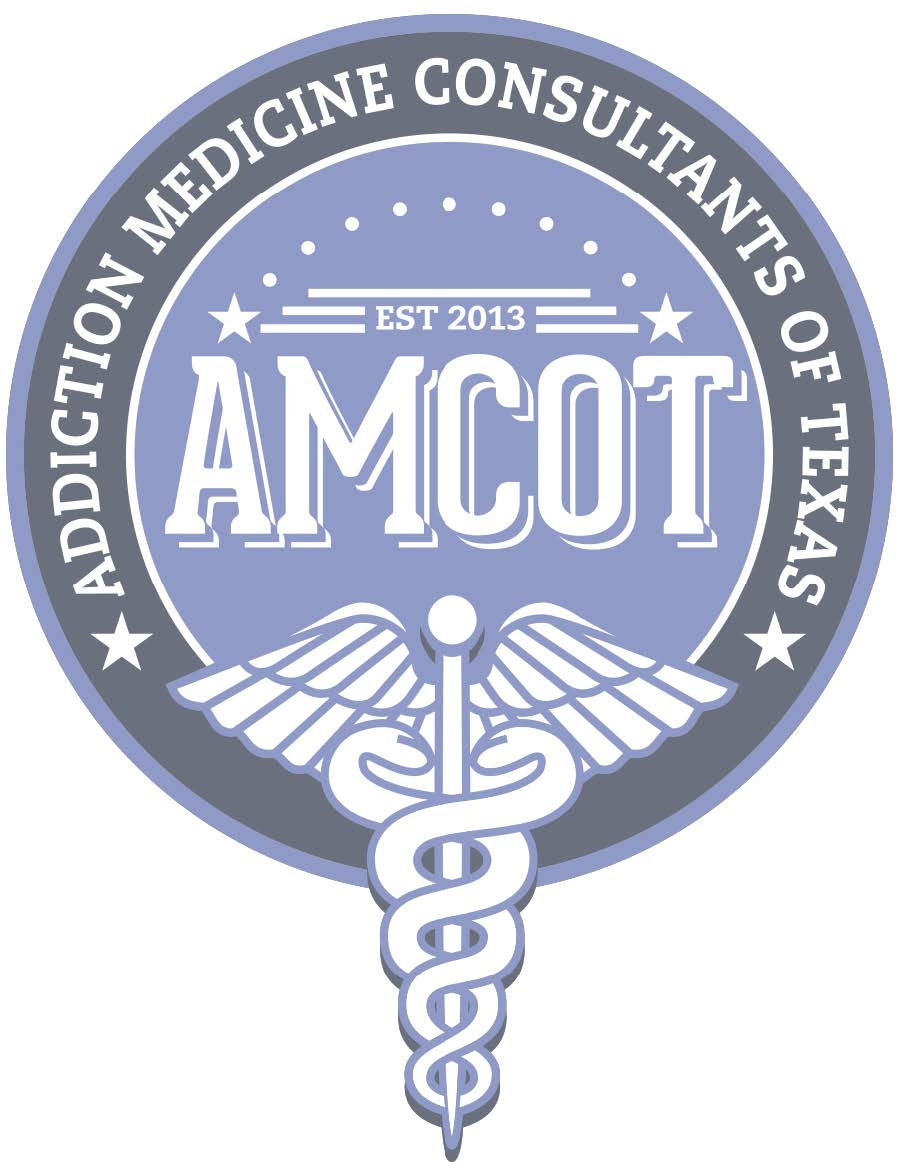 ADDICTION MEDICINE CONSULTANTS OF TEXAS
EST 2013
AMCOT